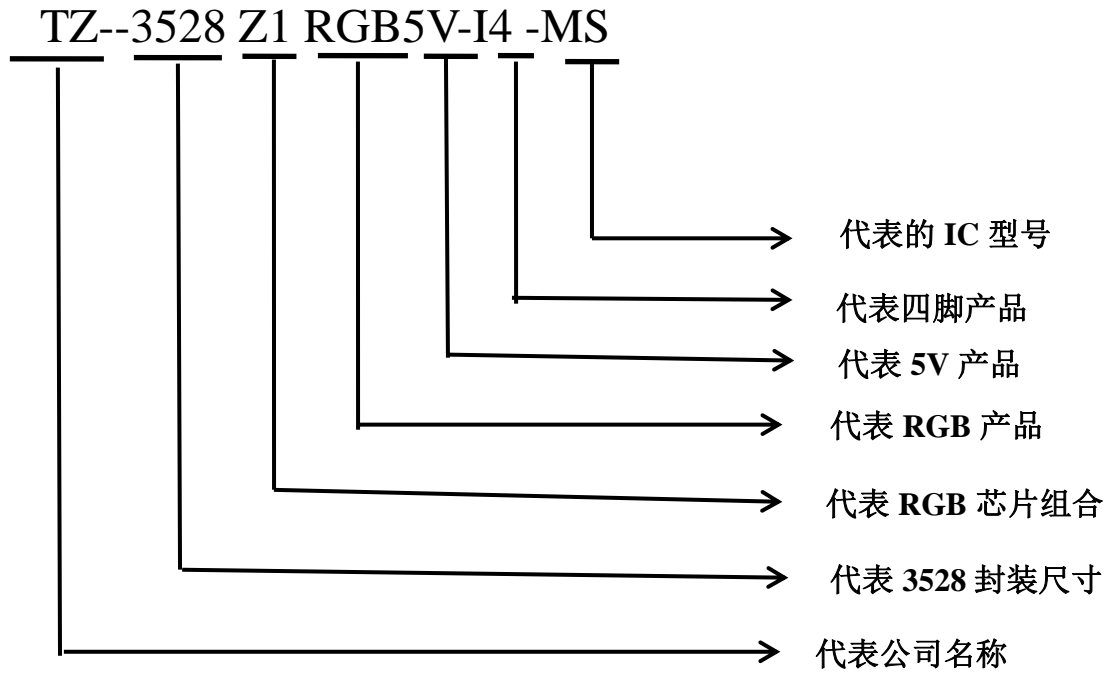 TZ--3528 Z1 RGB5V-I4 -MS
代表的 IC 型号
代表四脚产品
代表 5V 产品
代表 RGB 产品
代表 RGB 芯片组合
代表 3528 封装尺寸
代表公司名称